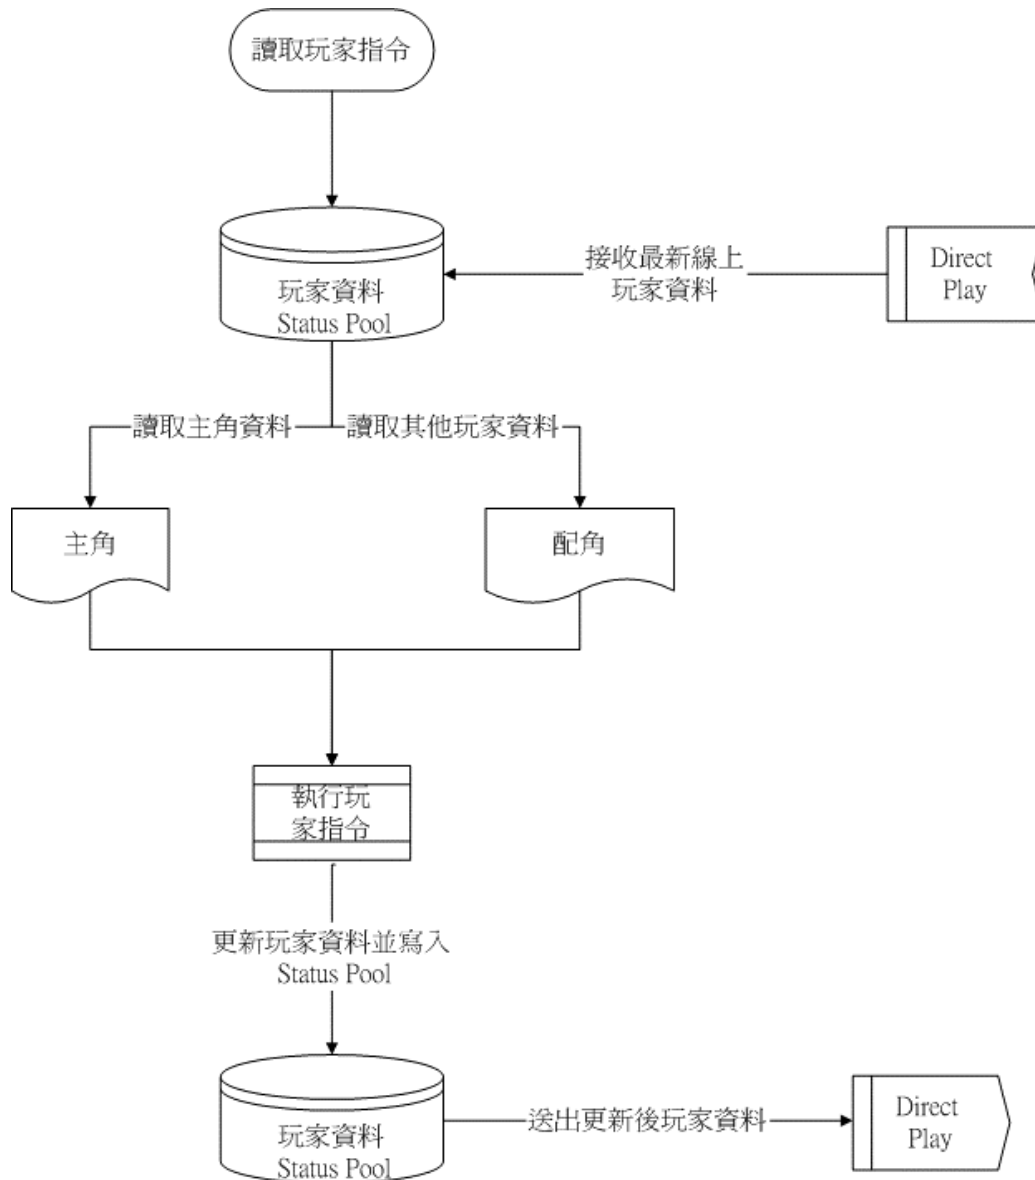 讀取玩家指令
玩家資料
Status Pool
接收最新線上
玩家資料
Direct
Play
讀取主角資料
讀取其他玩家資料
主角
配角
執行玩
家指令
更新玩家資料並寫入
Status Pool
玩家資料
Status Pool
送出更新後玩家資料
Direct
Play